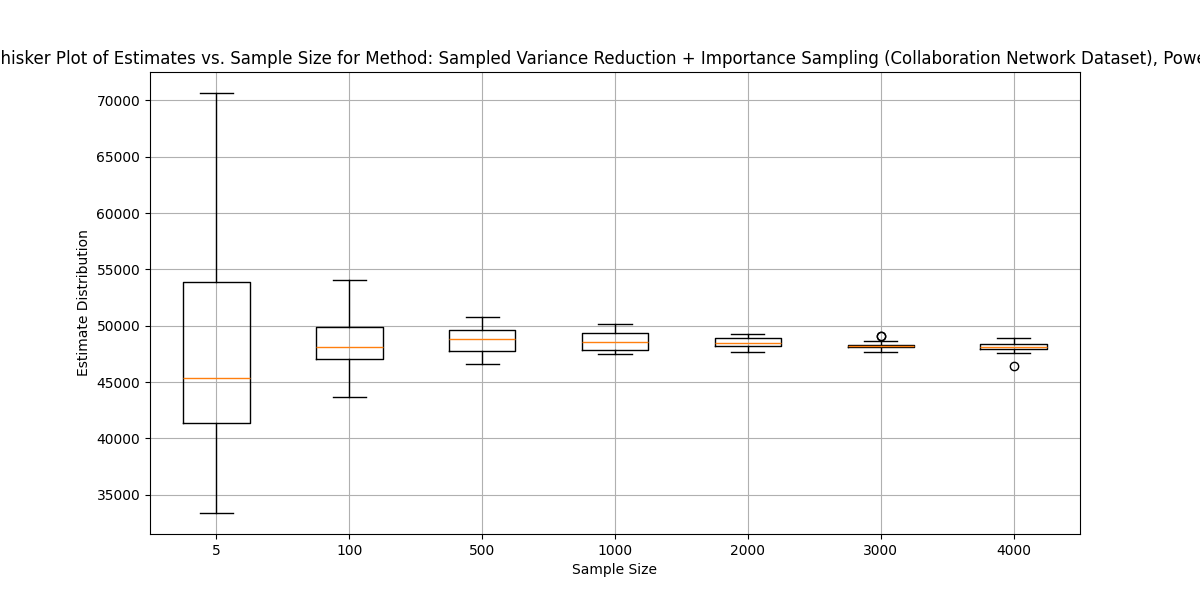 hisker Plot of Estimates vs. Sample Size for Method: Sampled Variance Reduction + Importance Sampling (Collaboration Network Dataset), Powe
70000
65000
60000
55000
50000
45000
40000
35000
Estimate Distribution
5 100 500 1000 2000 3000 4000
Sample Size